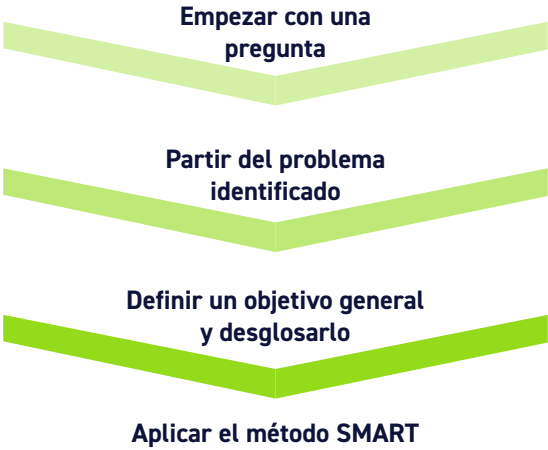 Empezar con una
pregunta
Partir del problema
identificado
Definir un objetivo general
y desglosarlo
Aplicar el método SMART